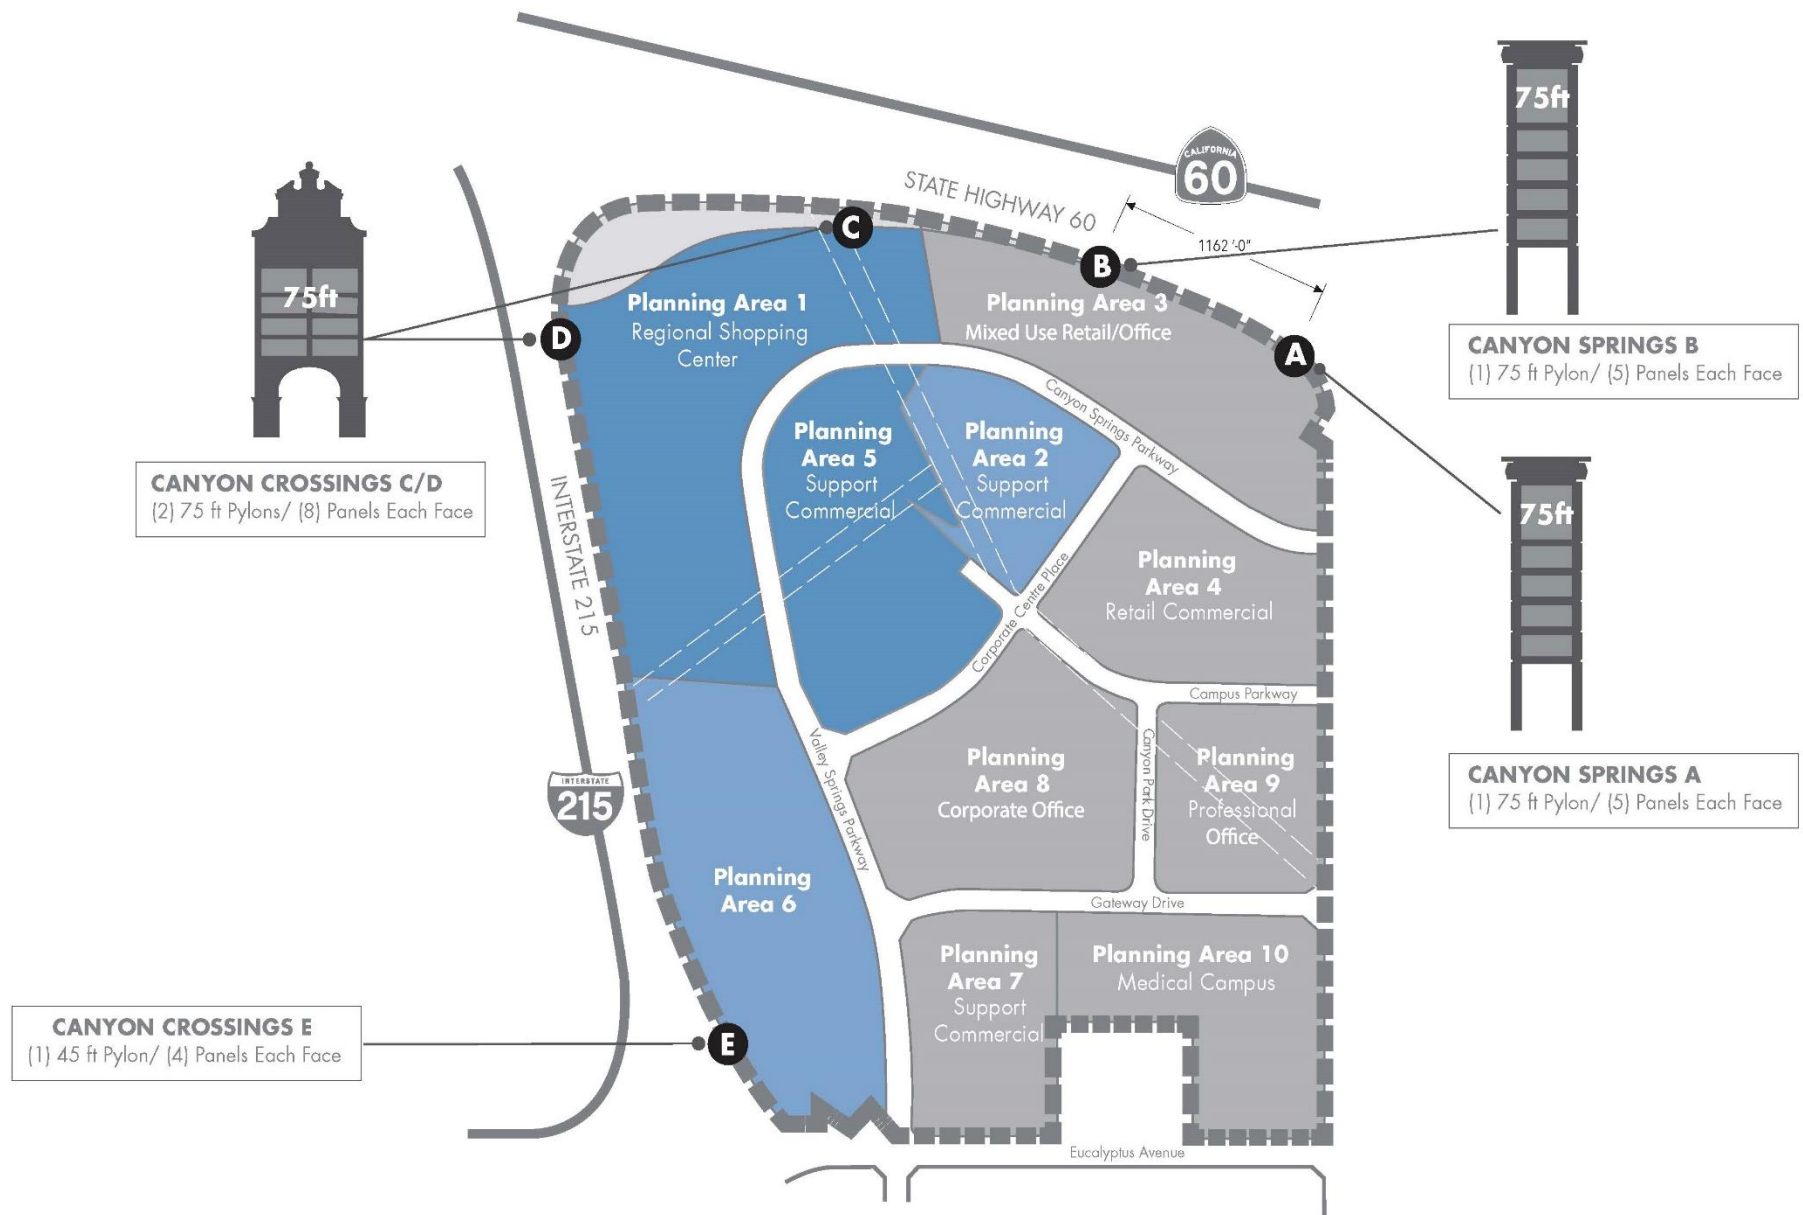 CALIFORNIA
60
STATE HIGHWAY 60
1162'-0"
75ft
CANYON SPRINGS B
(1) 75 ft Pylon/ (5) Panels Each Face
75ft
CANYON CROSSINGS C/D
(2) 75 ft Pylons/ (8) Panels Each Face
C
B
D
A
Planning Area 1
Regional Shopping
Center
Planning Area 3
Mixed Use Retail/Office
Canyon Springs Parkway
Planning
Area 5
Support
Commercial
Planning
Area 2
Support
Commercial
75ft
CANYON SPRINGS A
(1) 75 ft Pylon/ (5) Panels Each Face
INTERSTATE 215
Planning
Area 4
Retail Commercial
Corporate Centre Place
Campus Parkway
INTERSTATE
215
Valley Springs Parkway
Planning
Area 8
Corporate Office
Canyon Park Drive
Planning
Area 9
Professional
Office
Planning
Area 6
Gateway Drive
Planning
Area 7
Support
Commercial
Planning Area 10
Medical Campus
CANYON CROSSINGS E
(1) 45 ft Pylon/ (4) Panels Each Face
E
Eucalyptus Avenue